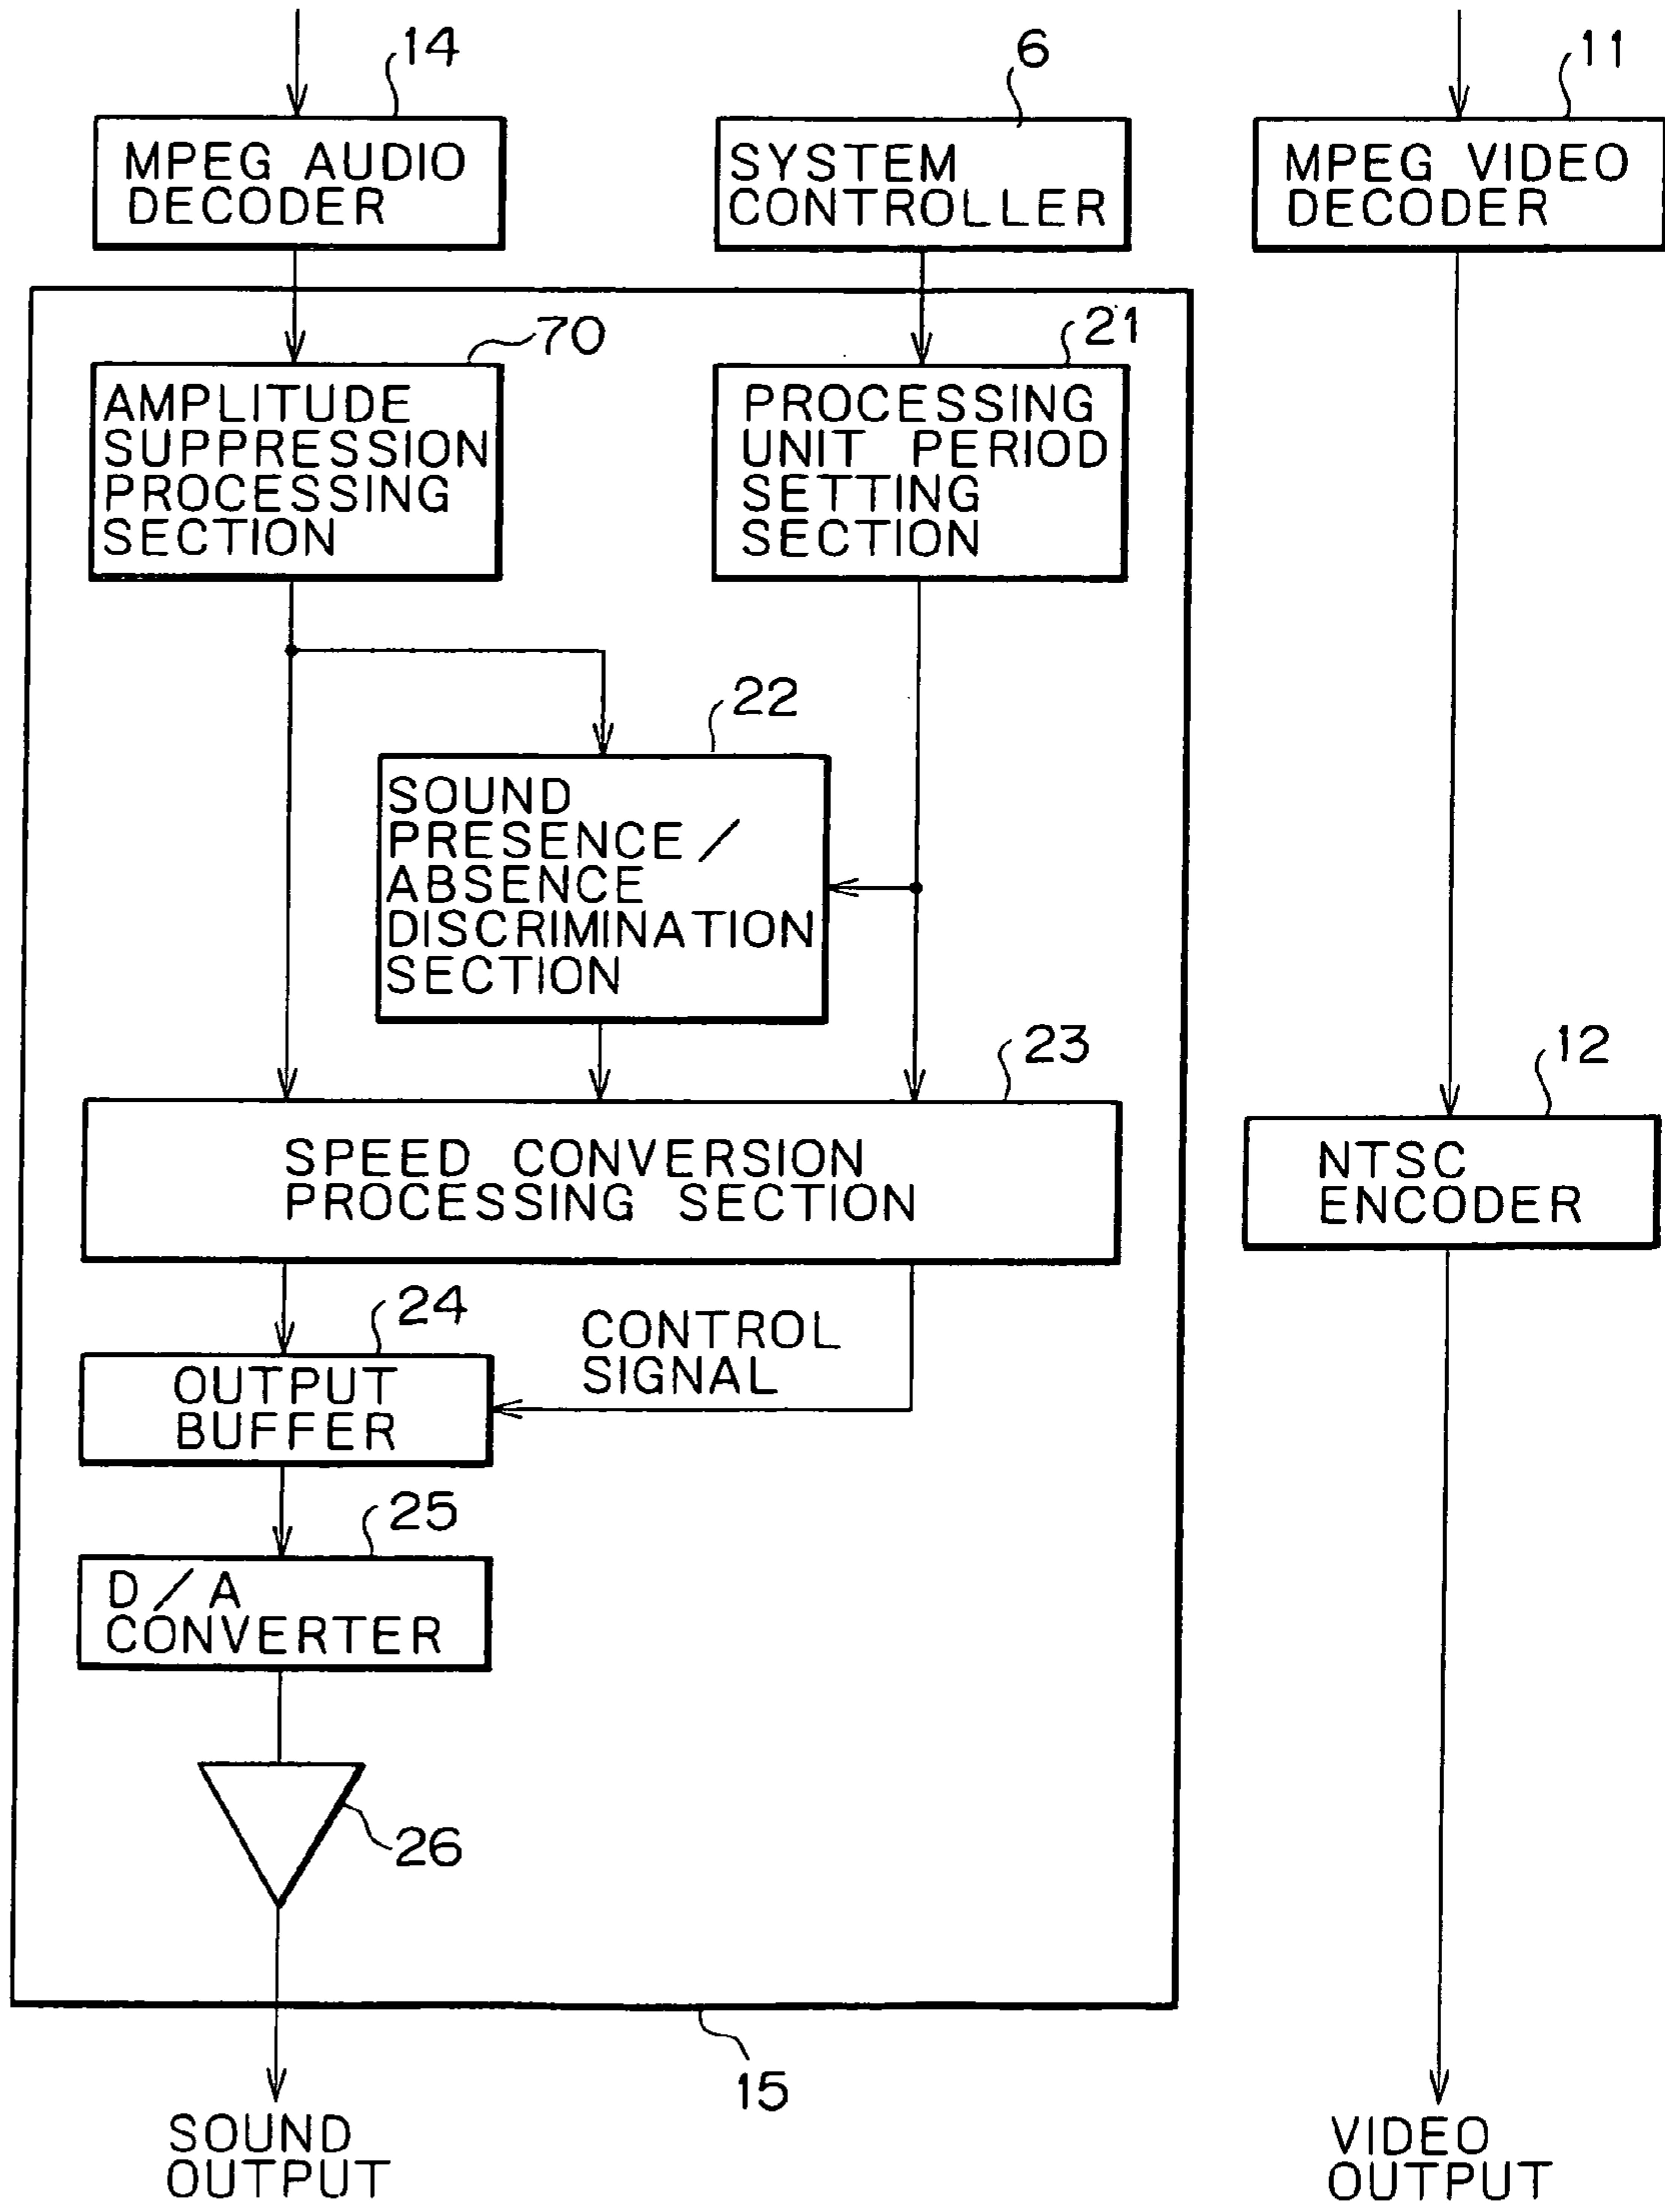 14
6
11
MPEG AUDIO
DECODER
SYSTEM
CONTROLLER
MPEG VIDEO
DECODER
70
21
AMPLITUDE
SUPPRESSION
PROCESSING
SECTION
PROCESSING
UNIT PERIOD
SETTING
SECTION
22
SOUND
PRESENCE/
ABSENCE
DISCRIMINATION
SECTION
23
12
SPEED CONVERSION
PROCESSING SECTION
NTSC
ENCODER
24
CONTROL
SIGNAL
OUTPUT
BUFFER
25
D/A
CONVERTER
26
15
SOUND
OUTPUT
VIDEO
OUTPUT